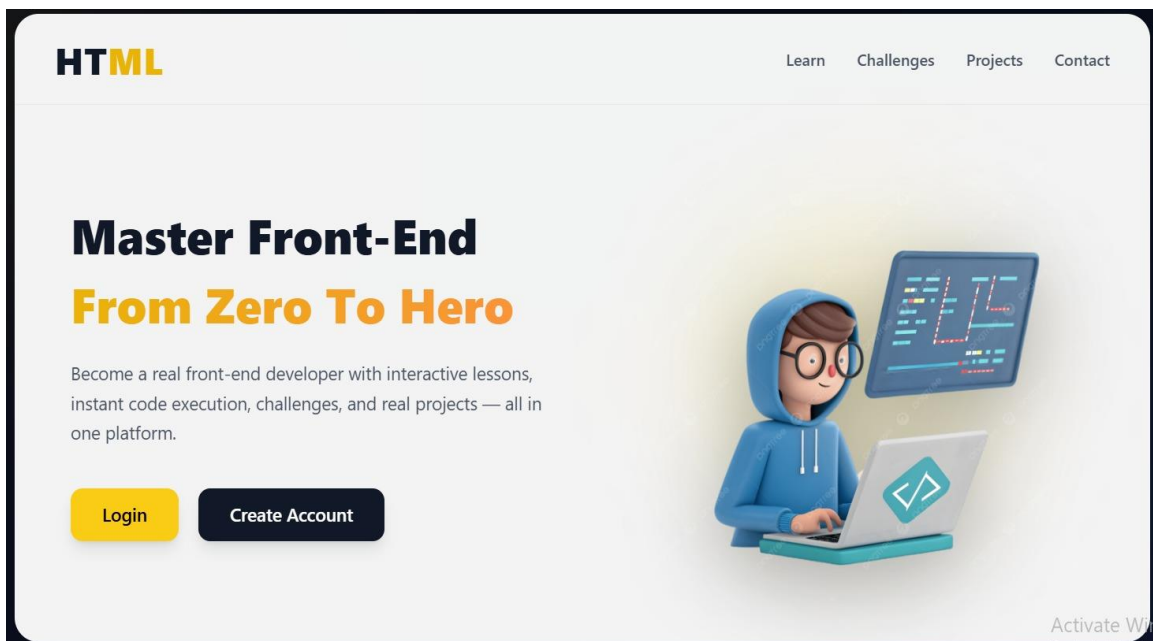 HTML
Learn Challenges Projects Contact
Master Front-End
From Zero To Hero
Become a real front-end developer with interactive lessons,
instant code execution, challenges, and real projects — all in
one platform.
Login Create Account
</>
Activate Wi